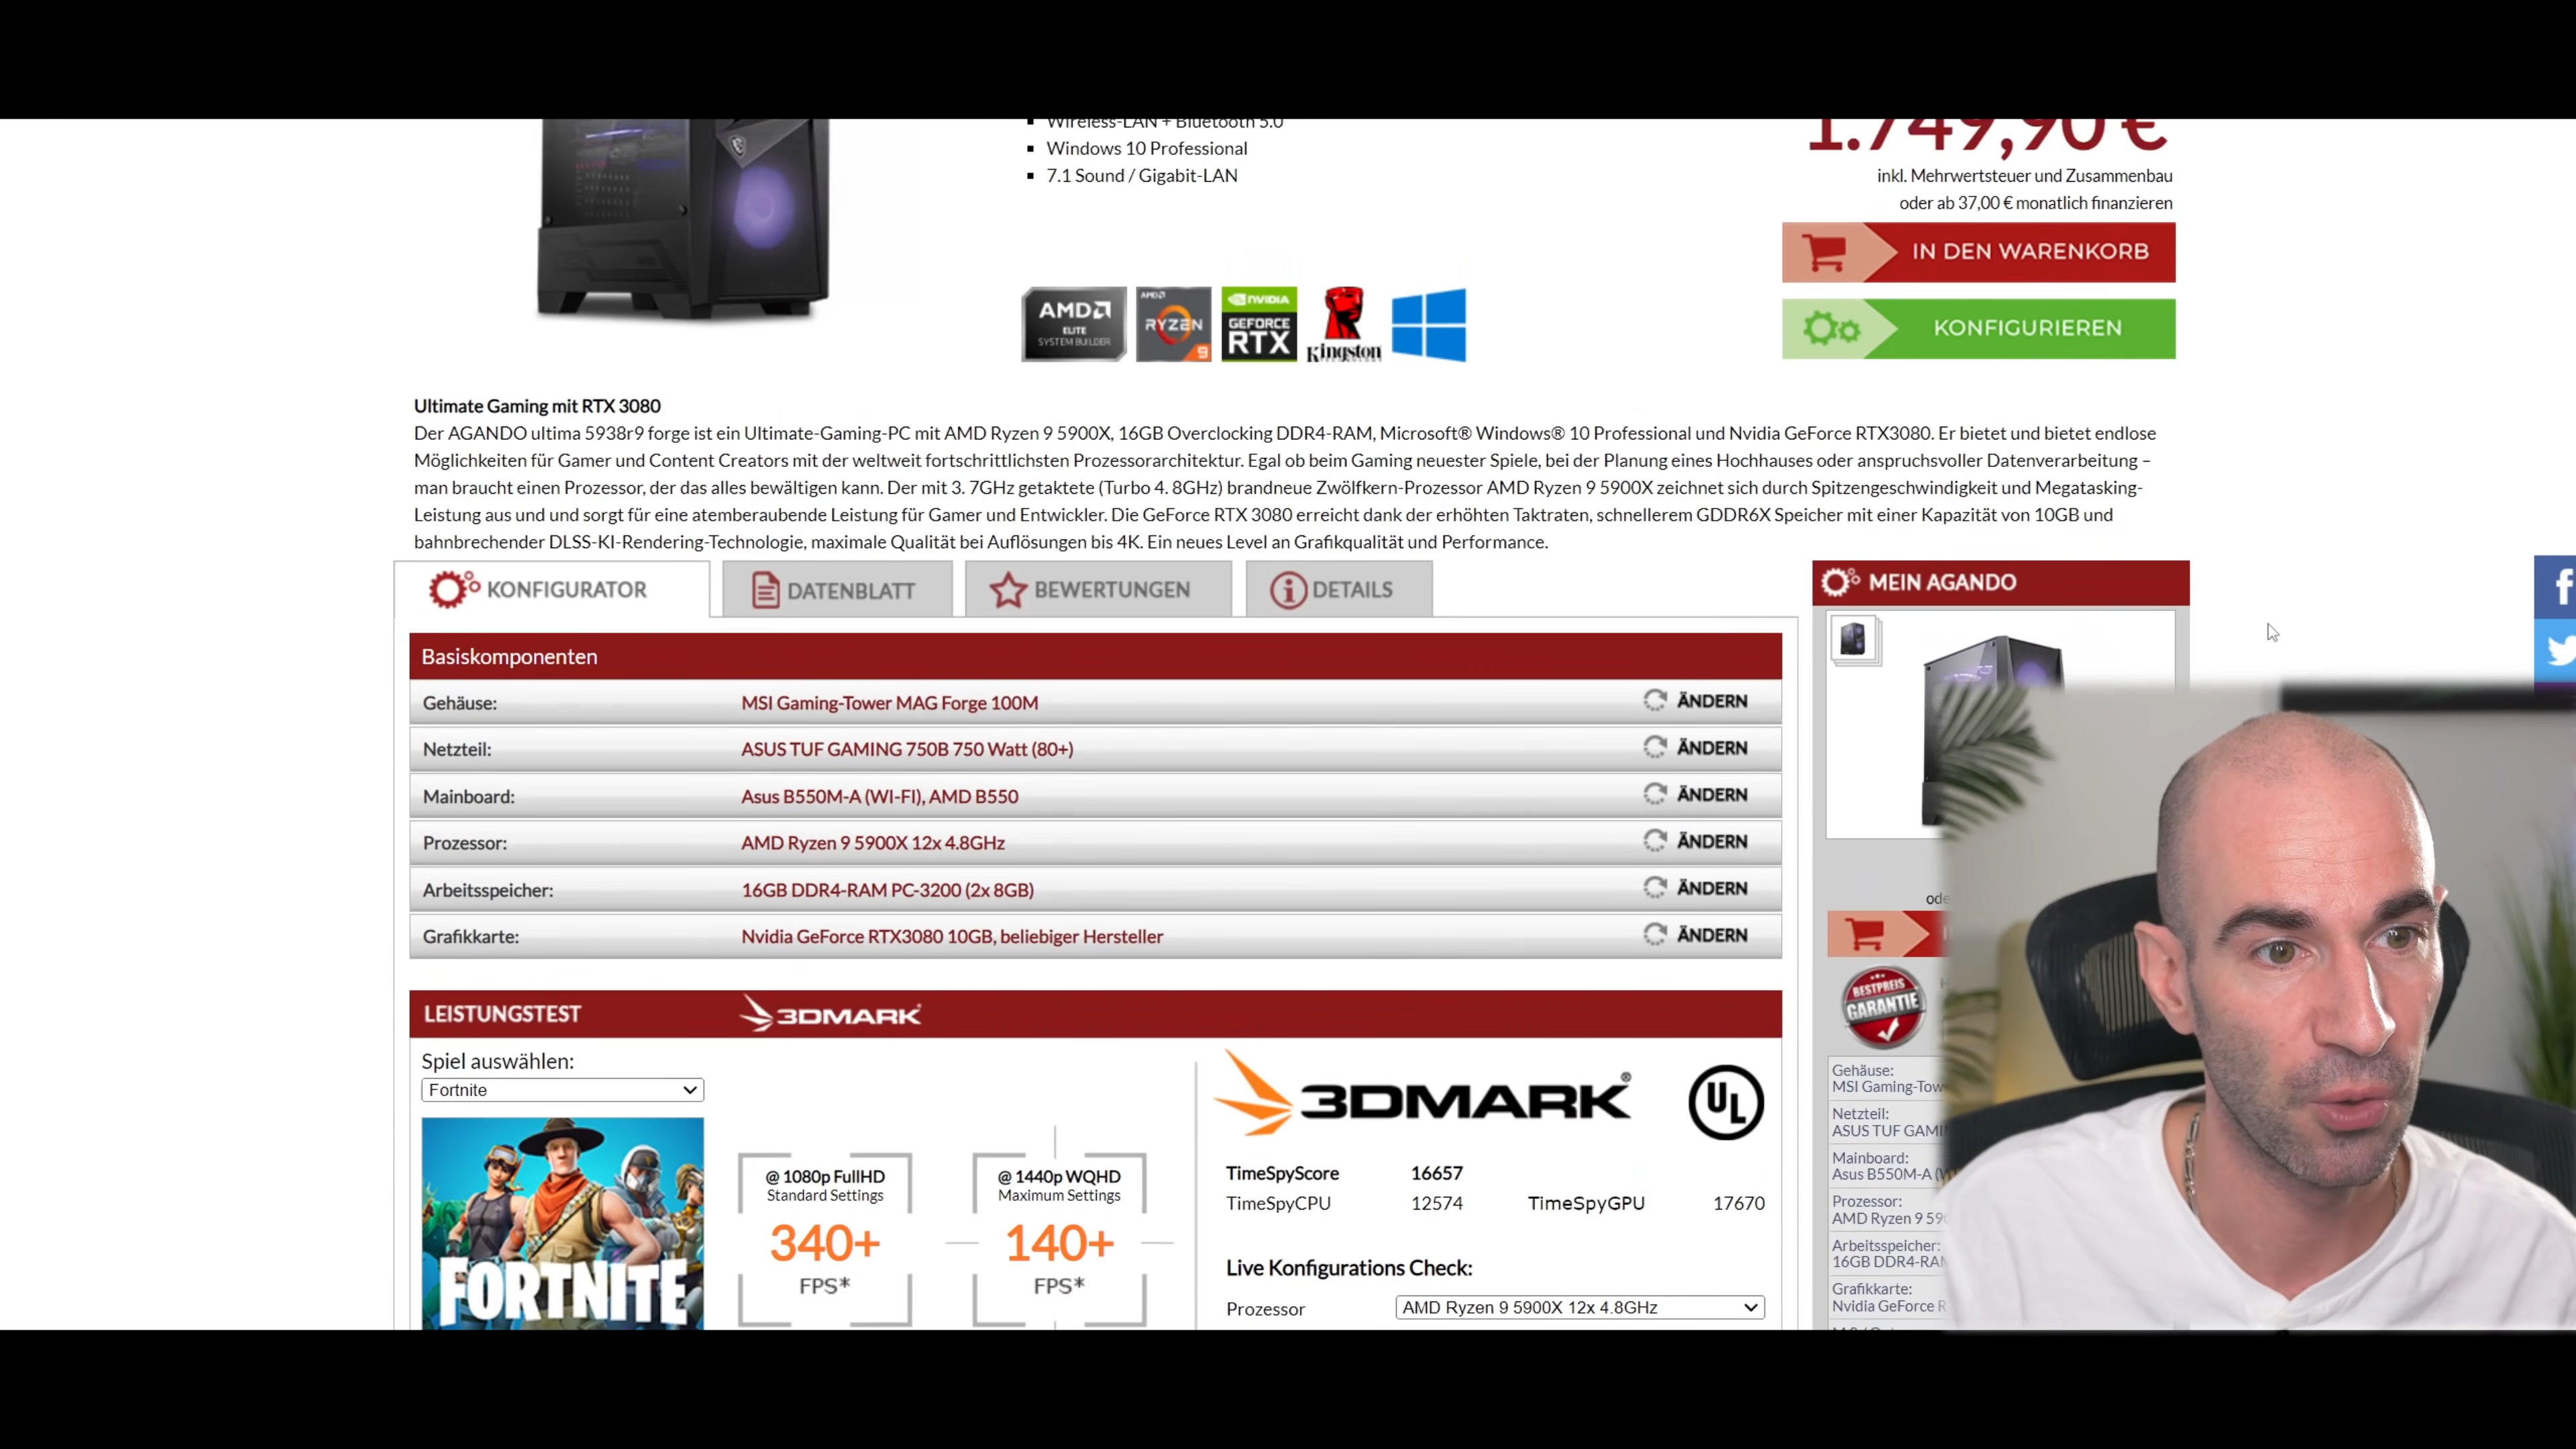 Wireless-LAN + Bluetooth 5.0
Windows 10 Professional
7.1 Sound / Gigabit-LAN
1.749,90 €
inkl. Mehrwertsteuer und Zusammenbau
oder ab 37,00 € monatlich finanzieren
IN DEN WARENKORB
KONFIGURIEREN
AMD
ELITE
SYSTEM BUILDER
AMD
RYZEN
9
NVIDIA
GEFORCE
RTX
Kingston
TECHNOLOGY
Ultimate Gaming mit RTX 3080
Der AGANDO ultima 5938r9 forge ist ein Ultimate-Gaming-PC mit AMD Ryzen 9 5900X, 16GB Overclocking DDR4-RAM, Microsoft® Windows® 10 Professional und Nvidia GeForce RTX3080. Er bietet und bietet endlose
Möglichkeiten für Gamer und Content Creators mit der weltweit fortschrittlichsten Prozessorarchitektur. Egal ob beim Gaming neuester Spiele, bei der Planung eines Hochhauses oder anspruchsvoller Datenverarbeitung –
man braucht einen Prozessor, der das alles bewältigen kann. Der mit 3. 7GHz getaktete (Turbo 4. 8GHz) brandneue Zwölfkern-Prozessor AMD Ryzen 9 5900X zeichnet sich durch Spitzengeschwindigkeit und Megatasking-
Leistung aus und und sorgt für eine atemberaubende Leistung für Gamer und Entwickler. Die GeForce RTX 3080 erreicht dank der erhöhten Taktraten, schnellerem GDDR6X Speicher mit einer Kapazität von 10GB und
bahnbrechender DLSS-KI-Rendering-Technologie, maximale Qualität bei Auflösungen bis 4K. Ein neues Level an Grafikqualität und Performance.
KONFIGURATOR
DATENBLATT
BEWERTUNGEN
DETAILS
Basiskomponenten
Gehäuse: MSI Gaming-Tower MAG Forge 100M ÄNDERN
Netzteil: ASUS TUF GAMING 750B 750 Watt (80+) ÄNDERN
Mainboard: Asus B550M-A (WI-FI), AMD B550 ÄNDERN
Prozessor: AMD Ryzen 9 5900X 12x 4.8GHz ÄNDERN
Arbeitsspeicher: 16GB DDR4-RAM PC-3200 (2x 8GB) ÄNDERN
Grafikkarte: Nvidia GeForce RTX3080 10GB, beliebiger Hersteller ÄNDERN
LEISTUNGSTEST 3DMARK
Spiel auswählen:
Fortnite
FORTNITE
@ 1080p FullHD
Standard Settings
340+
FPS*
@ 1440p WQHD
Maximum Settings
140+
FPS*
3DMARK®
UL
TimeSpyScore 16657
TimeSpyCPU 12574 TimeSpyGPU 17670
Live Konfigurations Check:
Prozessor AMD Ryzen 9 5900X 12x 4.8GHz
MEIN AGANDO
BESTPREIS
GARANTIE
Gehäuse:
MSI Gaming-Tow
Netzteil:
ASUS TUF GAMI
Mainboard:
Asus B550M-A (
Prozessor:
AMD Ryzen 9 59
Arbeitsspeicher:
16GB DDR4-RA
Grafikkarte:
Nvidia GeForce R